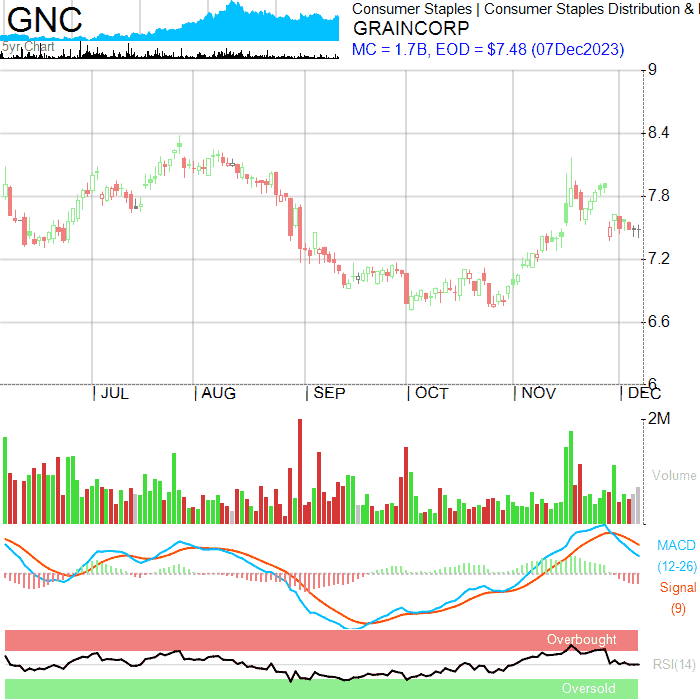 GNC
5yr Chart
Consumer Staples | Consumer Staples Distribution &
GRAINCORP
MC = 1.7B, EOD = $7.48 (07Dec2023)
9
8.4
7.8
7.2
6.6
6
JUL AUG SEP OCT NOV DEC
2M
Volume
MACD
(12-26)
Signal
(9)
Overbought
RSI(14)
Oversold